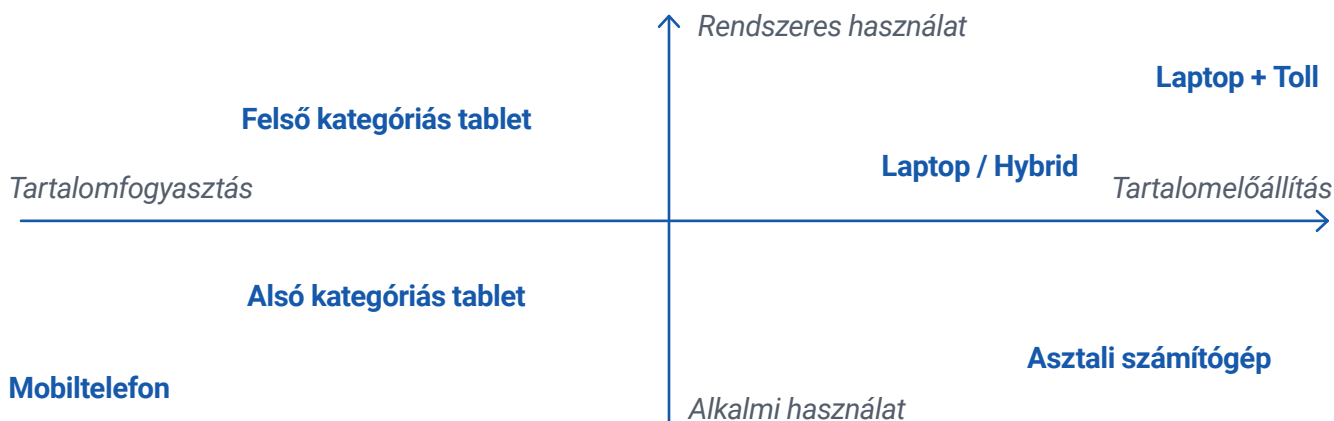 Rendszeres használat
Laptop + Toll
Felső kategóriás tablet
Laptop / Hybrid
Tartalomfogyasztás
Tartalomelőállítás
Alsó kategóriás tablet
Asztali számítógép
Mobiltelefon
Alkalmi használat